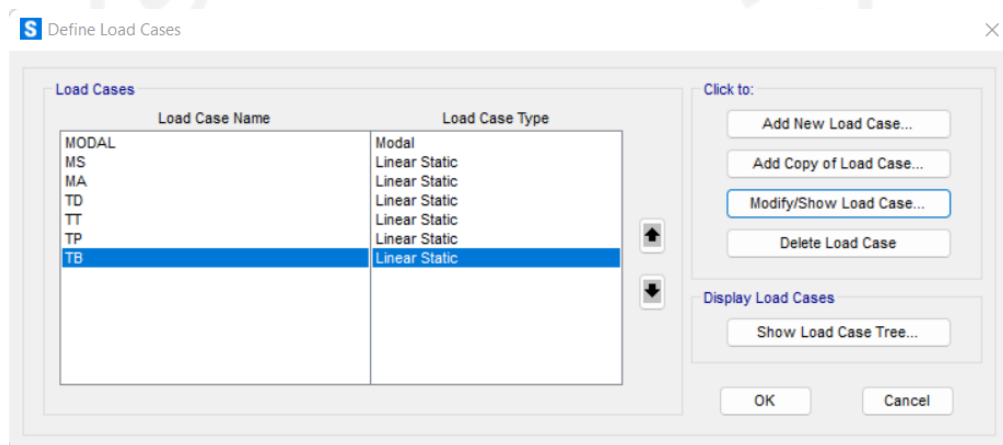 S Define Load Cases
Load Cases
Load Case Name Load Case Type
MODAL Modal
MS Linear Static
MA Linear Static
TD Linear Static
TT Linear Static
TP Linear Static
TB Linear Static
Click to:
Add New Load Case...
Add Copy of Load Case...
Modify/Show Load Case...
Delete Load Case
Display Load Cases
Show Load Case Tree...
OK Cancel